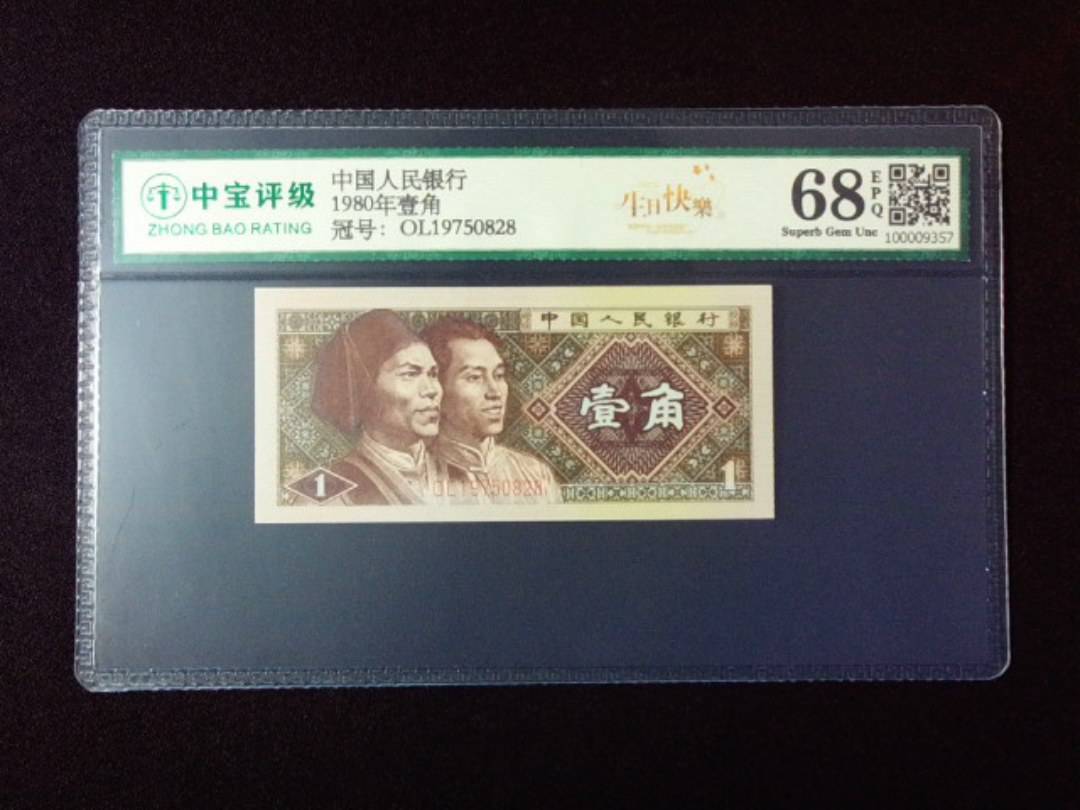 中宝评级
ZHONG BAO RATING
中国人民银行
1980年壹角
冠号：OL19750828
生日快樂
68
EPQ
Superb Gem Unc
100009357
中国人民银行
壹角
1
OL19750828
1